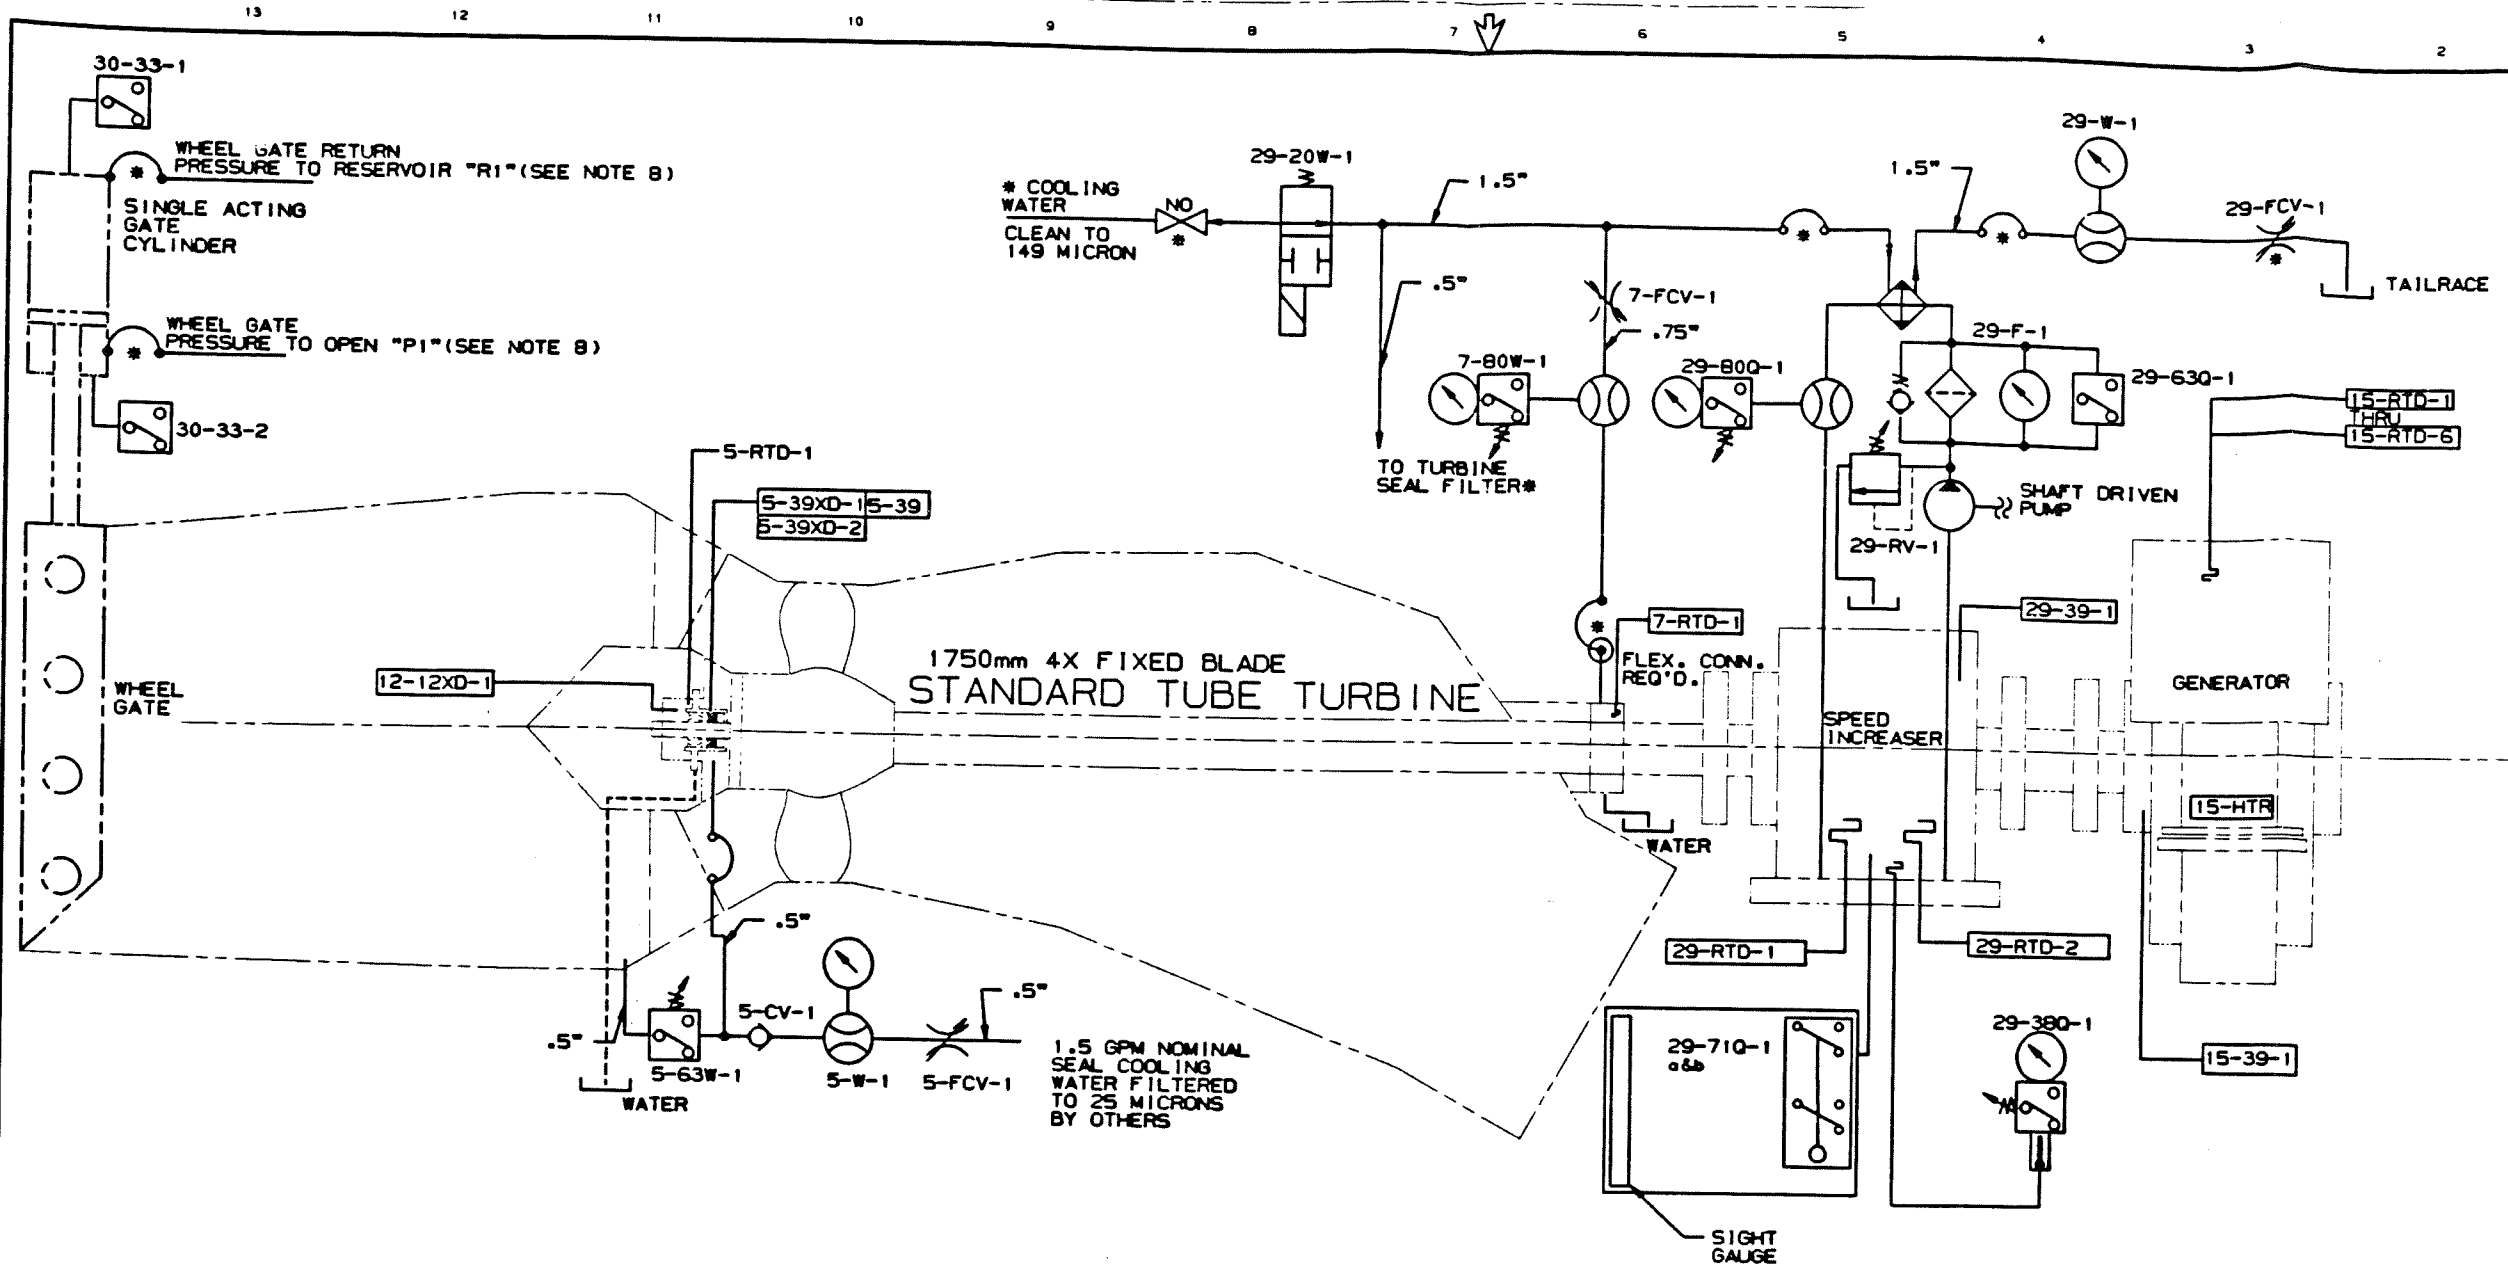 13 12 11 10 9 8 7 6 5 4 3 2
30-33-1
WHEEL GATE RETURN
PRESSURE TO RESERVOIR "R1"(SEE NOTE 8)
SINGLE ACTING
GATE
CYLINDER
WHEEL GATE
PRESSURE TO OPEN "P1"(SEE NOTE 8)
30-33-2
* COOLING
WATER
CLEAN TO
149 MICRON
NO
*
29-20W-1
1.5"
.5"
7-FCV-1
.75"
7-80W-1
TO TURBINE
SEAL FILTER*
29-80Q-1
1.5"
29-W-1
29-FCV-1
*
TAILRACE
29-F-1
29-63Q-1
SHAFT DRIVEN
PUMP
29-RV-1
15-RTD-1
THRU
15-RTD-6
5-RTD-1
5-39XD-1 5-39
5-39XD-2
12-12XD-1
WHEEL
GATE
1750mm 4X FIXED BLADE
STANDARD TUBE TURBINE
7-RTD-1
FLEX. CONN.
REQ'D.
29-39-1
SPEED
INCREASER
GENERATOR
15-HTR
WATER
.5"
.5"
5-63W-1
5-CV-1
5-W-1
5-FCV-1
.5"
WATER
1.5 GPM NOMINAL
SEAL COOLING
WATER FILTERED
TO 25 MICRONS
BY OTHERS
29-RTD-1
29-RTD-2
29-71Q-1
a&b
SIGHT
GAUGE
29-38Q-1
15-39-1